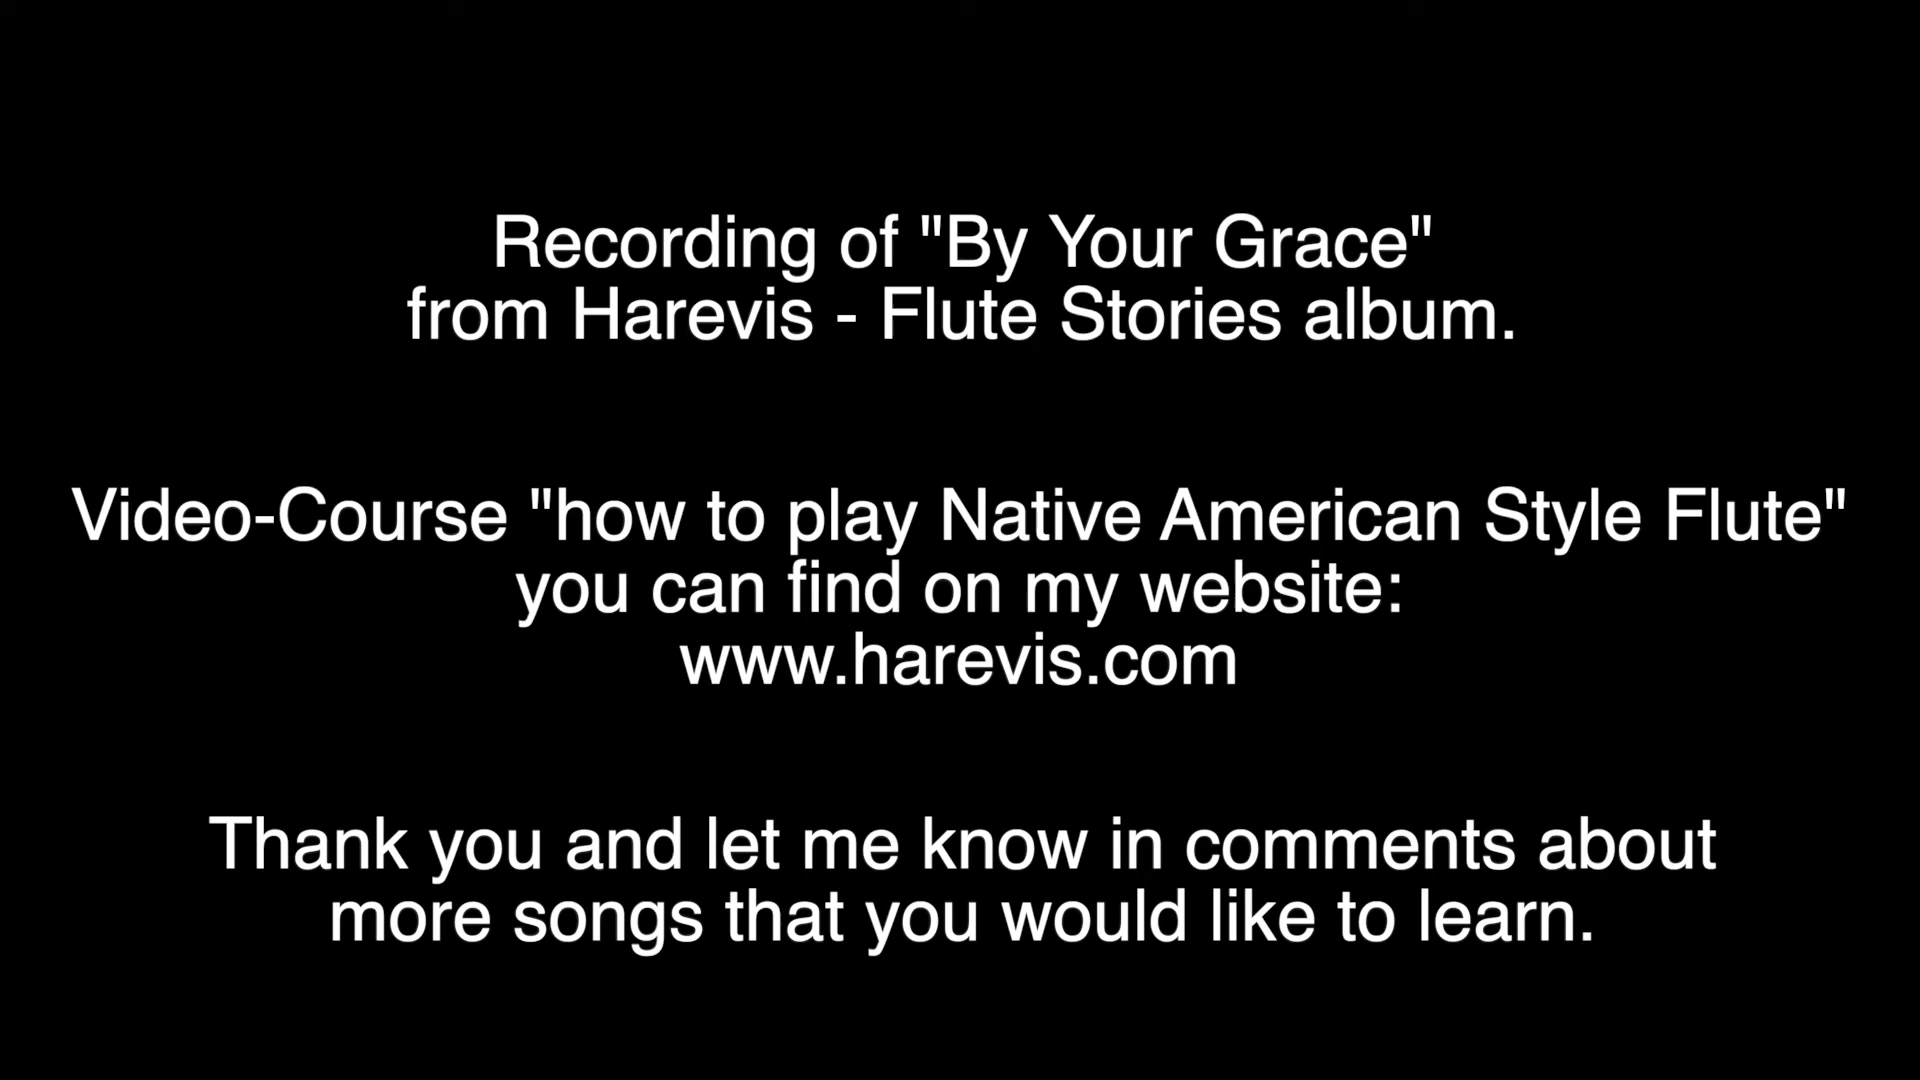 Recording of "By Your Grace"
from Harevis - Flute Stories album.
Video-Course "how to play Native American Style Flute"
you can find on my website:
www.harevis.com
Thank you and let me know in comments about
more songs that you would like to learn.